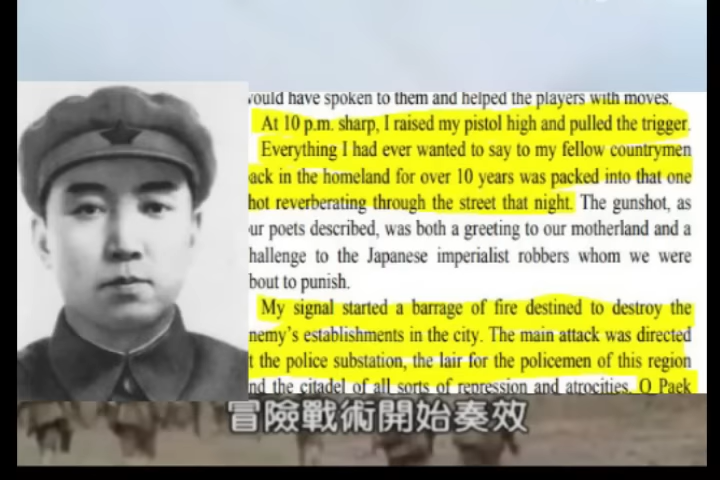 ould have spoken to them and helped the players with moves.
At 10 p.m. sharp, I raised my pistol high and pulled the trigger.
Everything I had ever wanted to say to my fellow countrymen
ack in the homeland for over 10 years was packed into that one
hot reverberating through the street that night. The gunshot, as
ur poets described, was both a greeting to our motherland and a
hallenge to the Japanese imperialist robbers whom we were
bout to punish.
My signal started a barrage of fire destined to destroy the
nemy's establishments in the city. The main attack was directed
t the police substation, the lair for the policemen of this region
nd the citadel of all sorts of repression and atrocities. O Paek
冒險戰術開始奏效